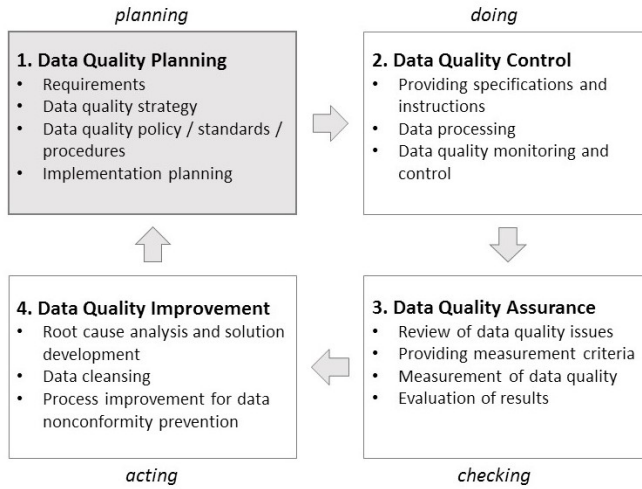 planning
doing
1. Data Quality Planning
• Requirements
• Data quality strategy
• Data quality policy / standards /
procedures
• Implementation planning
2. Data Quality Control
• Providing specifications and
instructions
• Data processing
• Data quality monitoring and
control
4. Data Quality Improvement
• Root cause analysis and solution
development
• Data cleansing
• Process improvement for data
nonconformity prevention
3. Data Quality Assurance
• Review of data quality issues
• Providing measurement criteria
• Measurement of data quality
• Evaluation of results
acting
checking